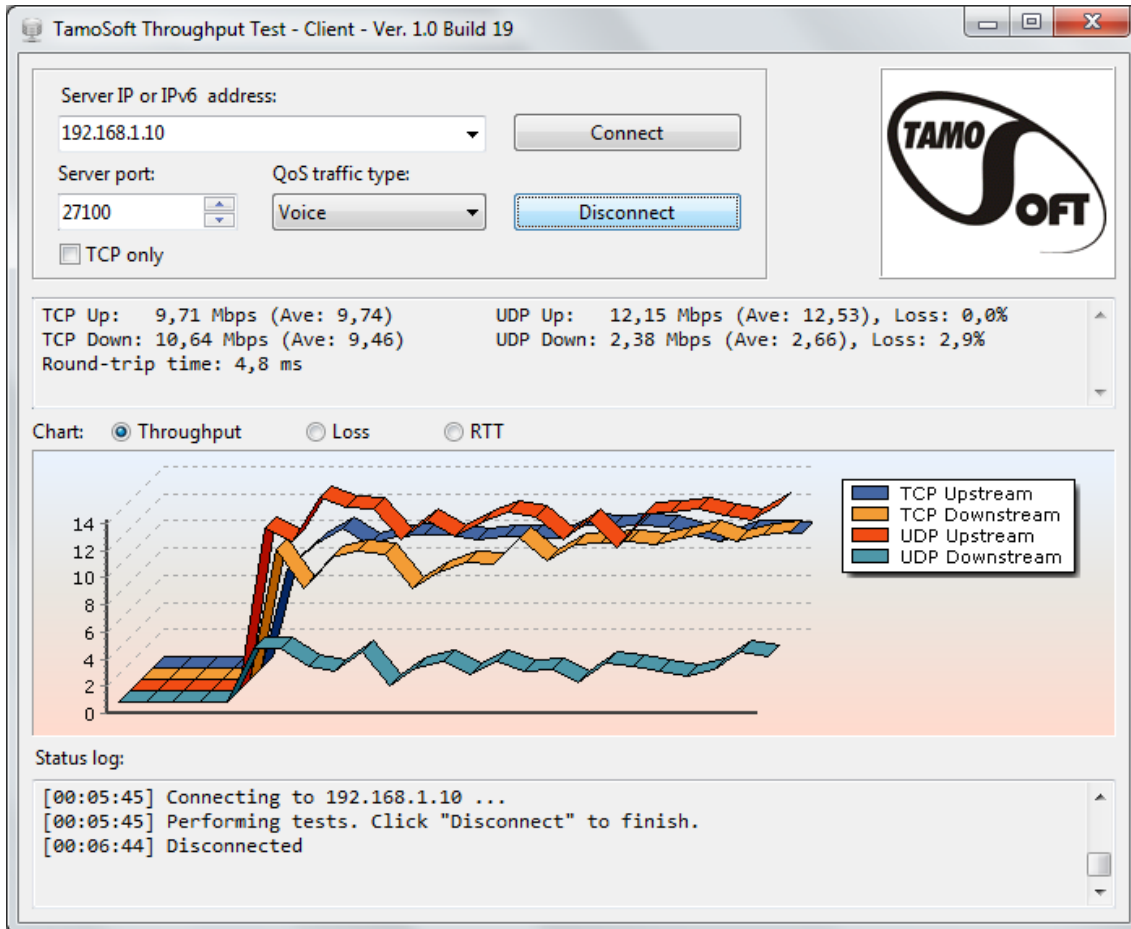 TamoSoft Throughput Test - Client - Ver. 1.0 Build 19
Server IP or IPv6 address:
192.168.1.10
Connect
Server port:
QoS traffic type:
27100
Voice
Disconnect
TCP only
TAMO
SOFT
TCP Up: 9,71 Mbps (Ave: 9,74) UDP Up: 12,15 Mbps (Ave: 12,53), Loss: 0,0%
TCP Down: 10,64 Mbps (Ave: 9,46) UDP Down: 2,38 Mbps (Ave: 2,66), Loss: 2,9%
Round-trip time: 4,8 ms
Chart: Throughput Loss RTT
14
12
10
8
6
4
2
0
TCP Upstream
TCP Downstream
UDP Upstream
UDP Downstream
Status log:
[00:05:45] Connecting to 192.168.1.10 ...
[00:05:45] Performing tests. Click "Disconnect" to finish.
[00:06:44] Disconnected